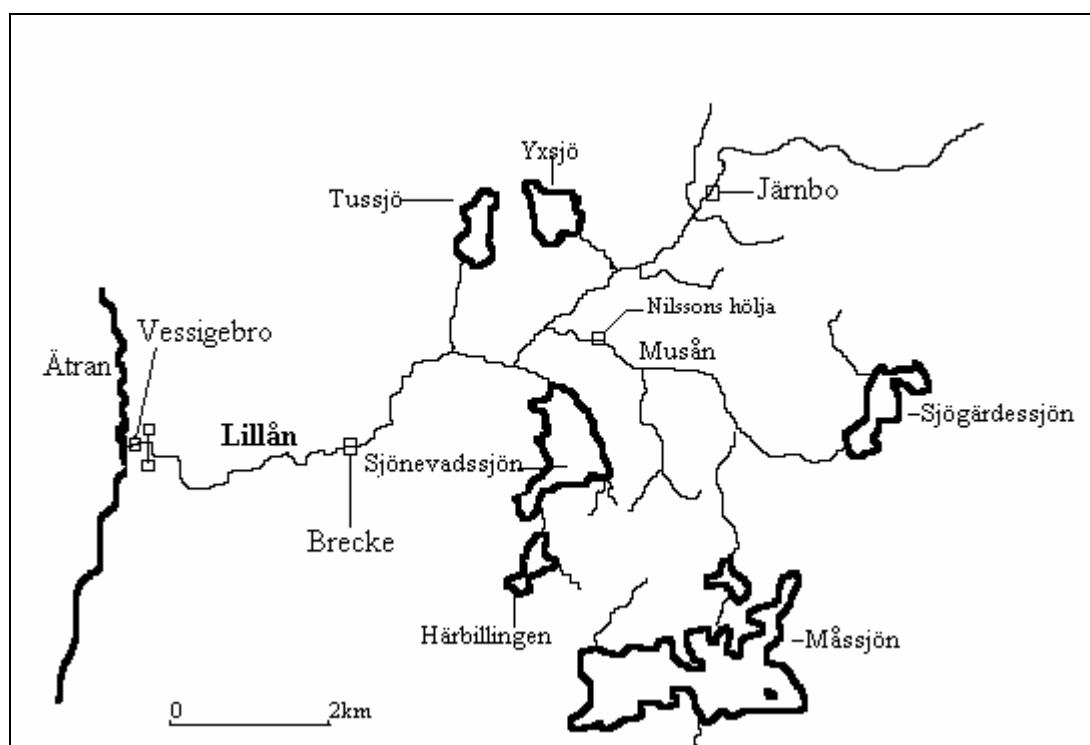 Yxsjö
Tussjö
Järnbo
Nilssons hölja
Vessigebro
Musån
Ätran
Sjögärdessjön
Lillån
Sjönevadssjön
Brecke
Härbillingen
Måssjön
0 2km